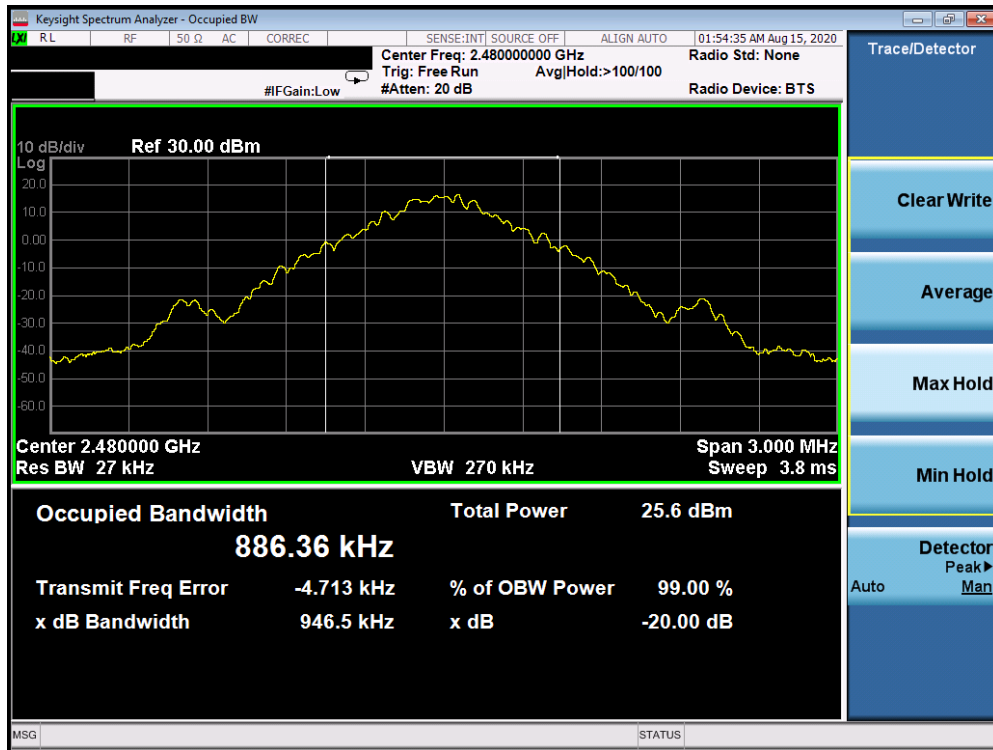 Keysight Spectrum Analyzer - Occupied BW
LXI RL RF 50 Ω AC CORREC SENSE:INT SOURCE OFF ALIGN AUTO 01:54:35 AM Aug 15, 2020
Center Freq: 2.480000000 GHz Radio Std: None
Trig: Free Run Avg|Hold:>100/100
#IFGain:Low #Atten: 20 dB Radio Device: BTS
10 dB/div Ref 30.00 dBm
Log
20.0
10.0
0.00
-10.0
-20.0
-30.0
-40.0
-50.0
-60.0
Center 2.480000 GHz Span 3.000 MHz
Res BW 27 kHz VBW 270 kHz Sweep 3.8 ms
Occupied Bandwidth Total Power 25.6 dBm
886.36 kHz
Transmit Freq Error -4.713 kHz % of OBW Power 99.00 %
x dB Bandwidth 946.5 kHz x dB -20.00 dB
MSG STATUS
Trace/Detector
Clear Write
Average
Max Hold
Min Hold
Detector
Peak▶
Auto Man